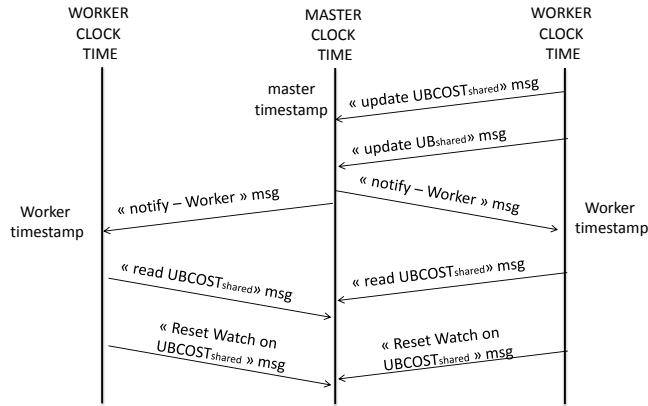 WORKER
CLOCK
TIME
MASTER
CLOCK
TIME
WORKER
CLOCK
TIME
master
timestamp
« update UBCOSTshared» msg
« update UBshared» msg
« notify – Worker » msg
« notify – Worker » msg
Worker
timestamp
Worker
timestamp
« read UBCOSTshared» msg
« read UBCOSTshared» msg
« Reset Watch on
UBCOSTshared » msg
« Reset Watch on
UBCOSTshared » msg